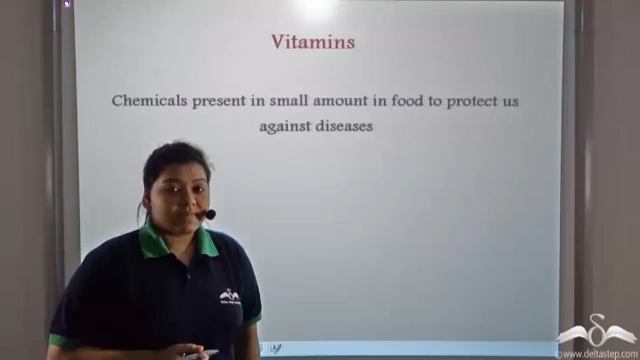 Vitamins
Chemicals present in small amount in food to protect us
against diseases
www.deltastep.com